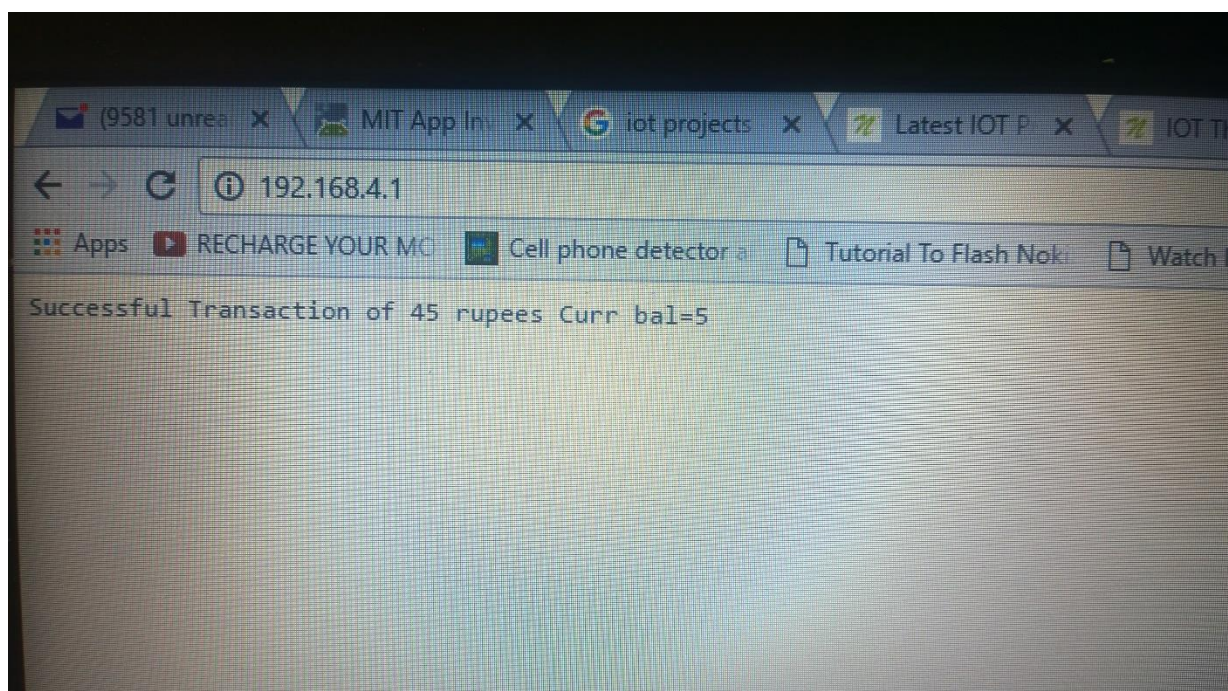 (9581 unrea MIT App Inv iot projects Latest IOT P IOT T
192.168.4.1
Apps RECHARGE YOUR MO Cell phone detector a Tutorial To Flash Noki Watch
Successful Transaction of 45 rupees Curr bal=5